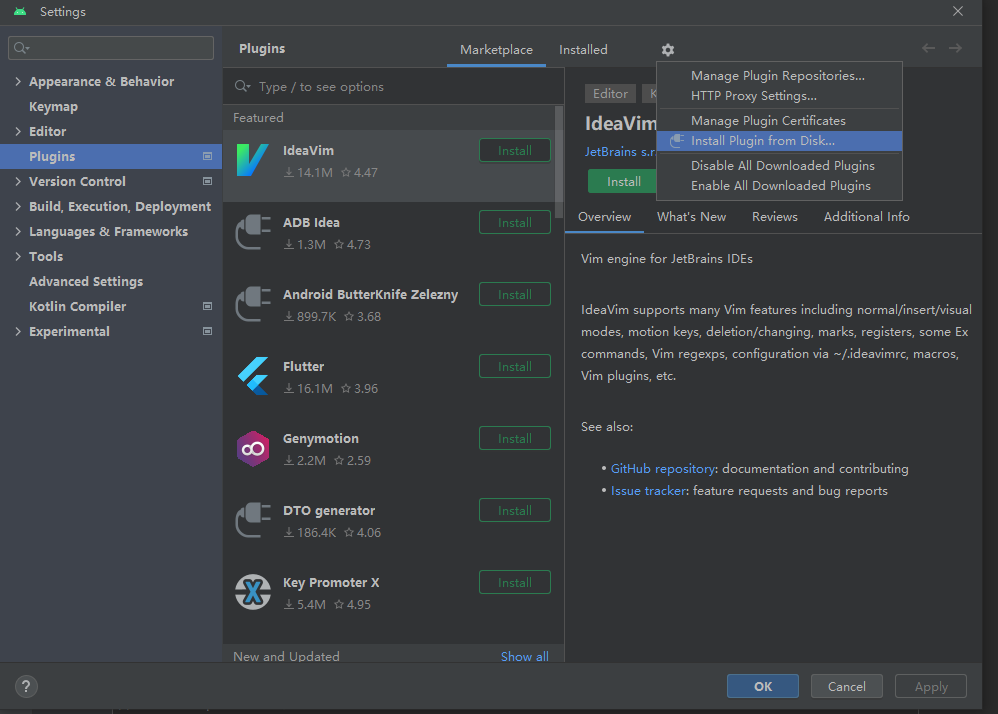 Settings
Appearance & Behavior
Keymap
Editor
Plugins
Version Control
Build, Execution, Deployment
Languages & Frameworks
Tools
Advanced Settings
Kotlin Compiler
Experimental
Plugins
Marketplace
Installed
Type / to see options
Featured
IdeaVim
14.1M 4.47
Install
ADB Idea
1.3M 4.73
Install
Android ButterKnife Zelezny
899.7K 3.68
Install
Flutter
16.1M 3.96
Install
Genymotion
2.2M 2.59
Install
DTO generator
186.4K 4.06
Install
Key Promoter X
5.4M 4.95
Install
New and Updated
Show all
Manage Plugin Repositories...
HTTP Proxy Settings...
Manage Plugin Certificates
Install Plugin from Disk...
Disable All Downloaded Plugins
Enable All Downloaded Plugins
Editor K
IdeaVim
JetBrains s.r.
Install
Overview
What's New
Reviews
Additional Info
Vim engine for JetBrains IDEs
IdeaVim supports many Vim features including normal/insert/visual
modes, motion keys, deletion/changing, marks, registers, some Ex
commands, Vim regexps, configuration via ~/.ideavimrc, macros,
Vim plugins, etc.
See also:
• GitHub repository: documentation and contributing
• Issue tracker: feature requests and bug reports
?
OK
Cancel
Apply